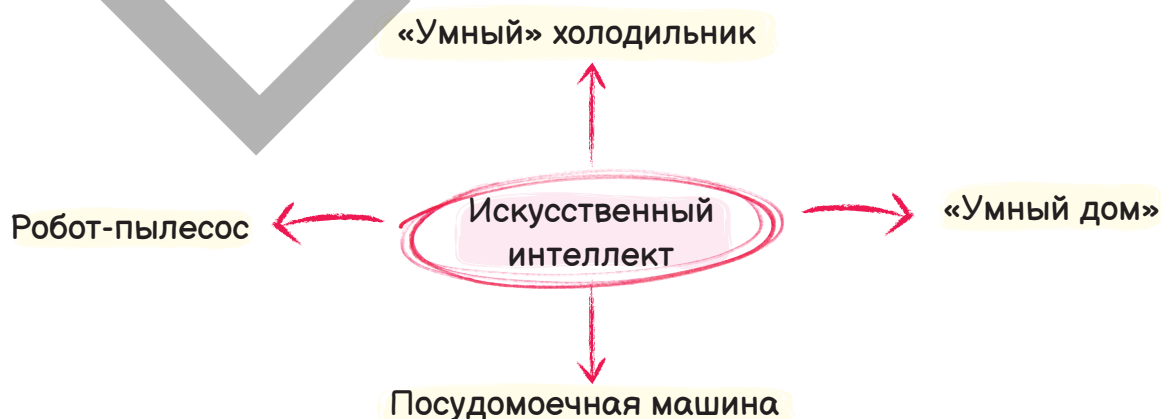 «Умный» холодильник
Робот-пылесос
Искусственный
интеллект
«Умный дом»
Посудомоечная машина